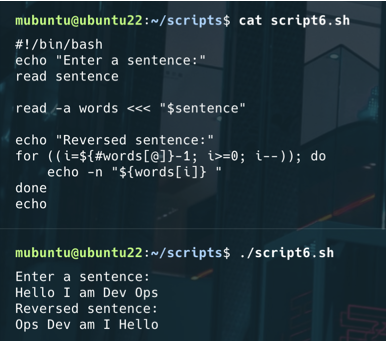 mubuntu@ubuntu22:~/scripts$ cat script6.sh
#!/bin/bash
echo "Enter a sentence:"
read sentence

read -a words <<< "$sentence"

echo "Reversed sentence:"
for ((i=${#words[@]}-1; i>=0; i--)); do
    echo -n "${words[i]} "
done
echo

mubuntu@ubuntu22:~/scripts$ ./script6.sh
Enter a sentence:
Hello I am Dev Ops
Reversed sentence:
Ops Dev am I Hello